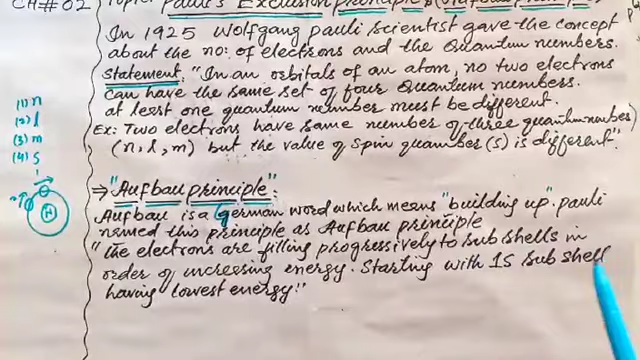 CH#02 Topic: Pauli's Exclusion principle & (Aufbau principle)
In 1925 Wolfgang pauli scientist gave the concept
about the no: of electrons and the Quantum numbers.
Statement: "In an orbitals of an atom, no two electrons
can have the same set of four Quantum numbers.
at least one quantum number must be different.
Ex: Two electrons have same number of three quantum number)
(n, l, m) but the value of spin quamber (s) is different"
(1) n
(2) l
(3) m
(4) s
H
⇒ "Aufbau principle":
Aufbau is a German word which means "building up". pauli
named this principle as Aufbau principle
"The electrons are filling progressively to sub shells in
order of increasing energy. Starting with 1S sub shell
having lowest energy."